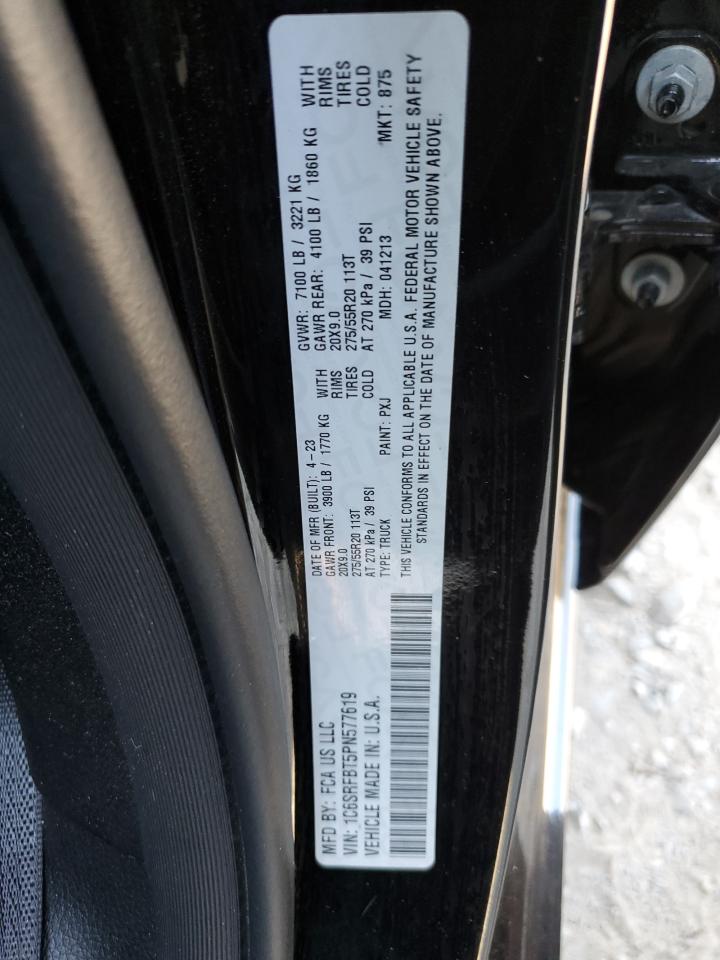 MFD BY: FCA US LLC
DATE OF MFR (BUILT): 4-23 GVWR: 7100 LB / 3221 KG
GAWR FRONT: 3900 LB / 1770 KG WITH GAWR REAR: 4100 LB / 1860 KG WITH
20X9.0 RIMS 20X9.0 RIMS
275/55R20 113T TIRES 275/55R20 113T TIRES
AT 270 kPa / 39 PSI COLD AT 270 kPa / 39 PSI COLD
VIN: 1C6SRFBT5PN577619 TYPE: TRUCK PAINT: PXJ MDH: 041213 MKT: 875
VEHICLE MADE IN: U.S.A.
THIS VEHICLE CONFORMS TO ALL APPLICABLE U.S.A. FEDERAL MOTOR VEHICLE SAFETY
STANDARDS IN EFFECT ON THE DATE OF MANUFACTURE SHOWN ABOVE.